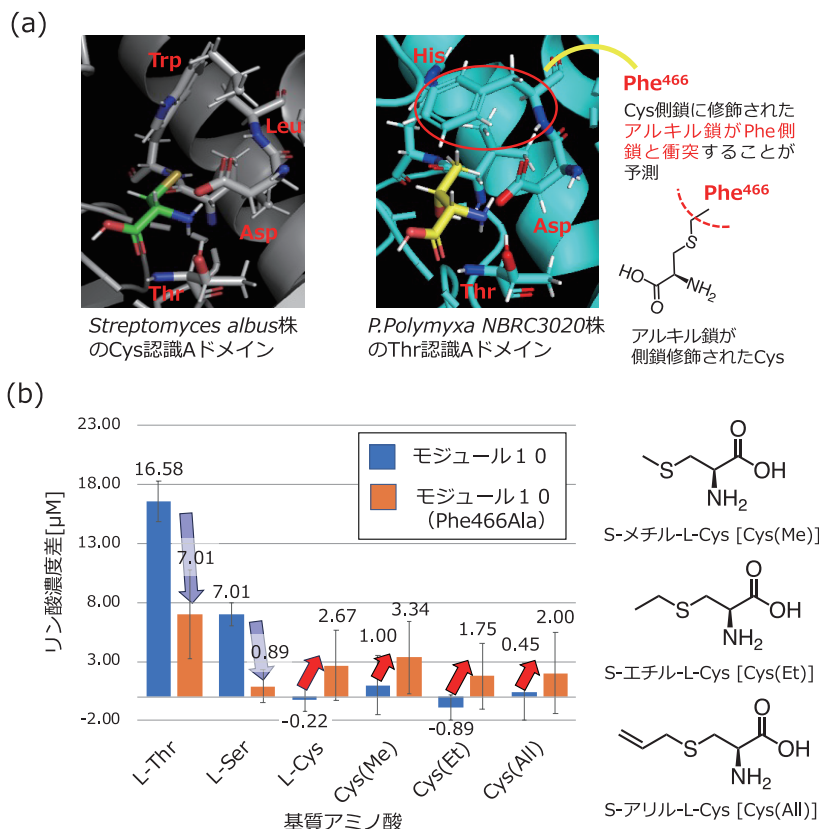 (a)
Trp
Leu
Asp
Thr
Streptomyces albus株
のCys認識Aドメイン
His
Asp
Thr
P.Polymyxa NBRC3020株
のThr認識Aドメイン
Phe466
Cys側鎖に修飾された
アルキル鎖がPhe側
鎖と衝突することが
予測
Phe466
S
HO
O
NH2
アルキル鎖が
側鎖修飾されたCys
(b)
リン酸濃度差[μM]
23.00
18.00
13.00
8.00
3.00
-2.00
16.58
7.01
7.01
0.89
-0.22
2.67
1.00
3.34
-0.89
1.75
0.45
2.00
モジュール１０
モジュール１０
（Phe466Ala）
L-Thr
L-Ser
L-Cys
Cys(Me)
Cys(Et)
Cys(All)
基質アミノ酸
O
S
OH
NH2
S-メチル-L-Cys [Cys(Me)]
O
S
OH
NH2
S-エチル-L-Cys [Cys(Et)]
O
S
OH
NH2
S-アリル-L-Cys [Cys(All)]